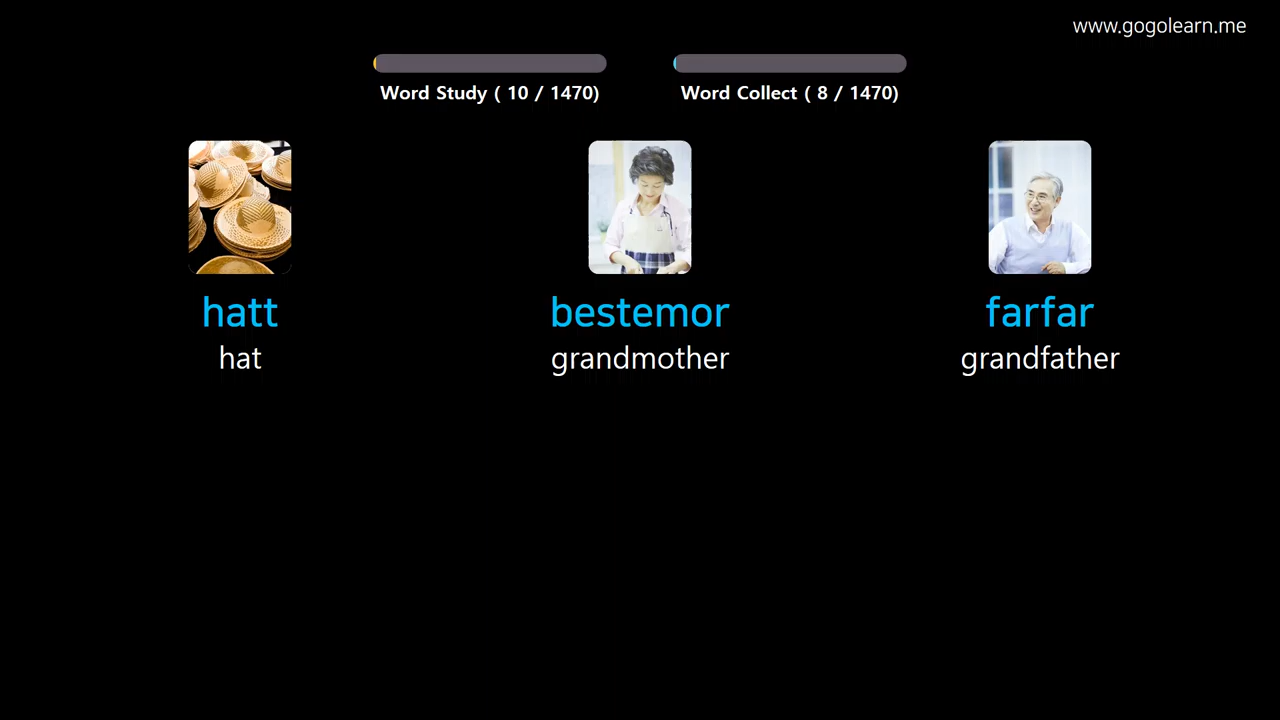 www.gogolearn.me
Word Study ( 10 / 1470)
Word Collect ( 8 / 1470)
hatt
hat
bestemor
grandmother
farfar
grandfather